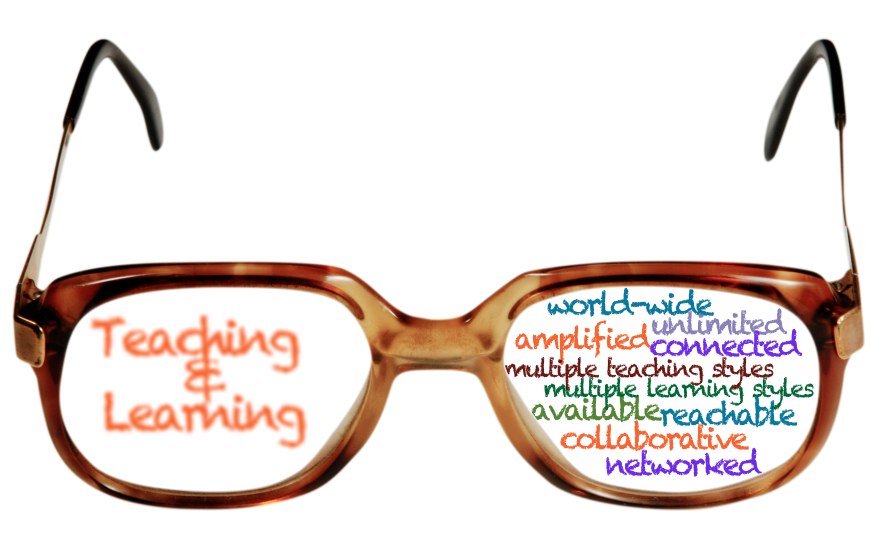 Teaching
&
Learning
world-wide
unlimited
amplified
connected
multiple teaching styles
multiple learning styles
available
reachable
collaborative
networked